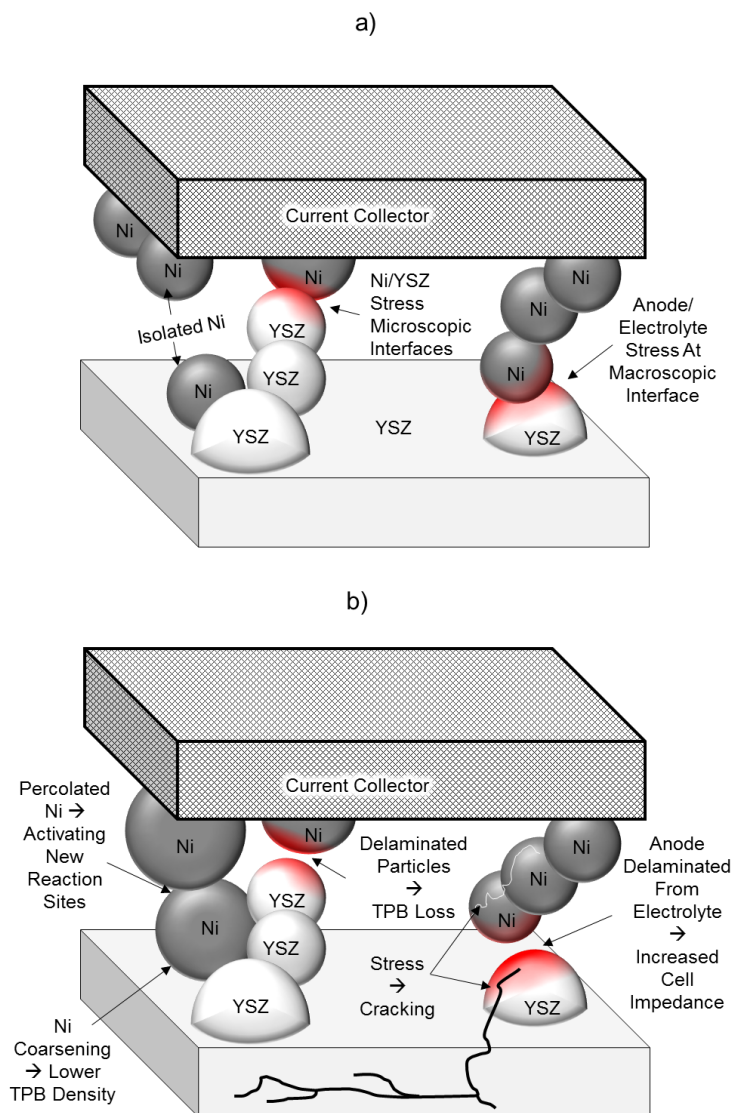 a)
Current Collector
Ni
Ni
Ni
Ni
Ni
Ni/YSZ
Stress
Microscopic
Interfaces
Isolated Ni
YSZ
Anode/
Electrolyte
Stress At
Macroscopic
Interface
Ni
YSZ
Ni
YSZ
YSZ
YSZ
b)
Current Collector
Percolated
Ni →
Activating
New
Reaction
Sites
Ni
Ni
Delaminated
Particles
→
TPB Loss
Ni
Ni
Anode
Delaminated
From
Electrolyte
→
Increased
Cell
Impedance
YSZ
Ni
Ni
YSZ
Stress
→
Cracking
YSZ
YSZ
Ni
Coarsening
→ Lower
TPB Density